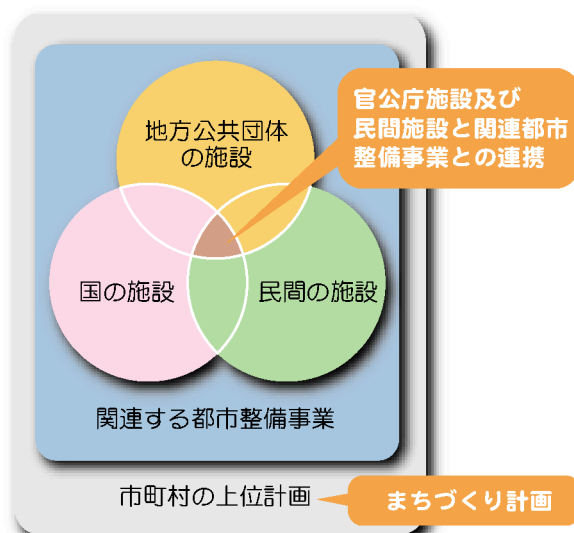 地方公共団体
の施設
官公庁施設及び
民間施設と関連都市
整備事業との連携
国の施設
民間の施設
関連する都市整備事業
市町村の上位計画
まちづくり計画